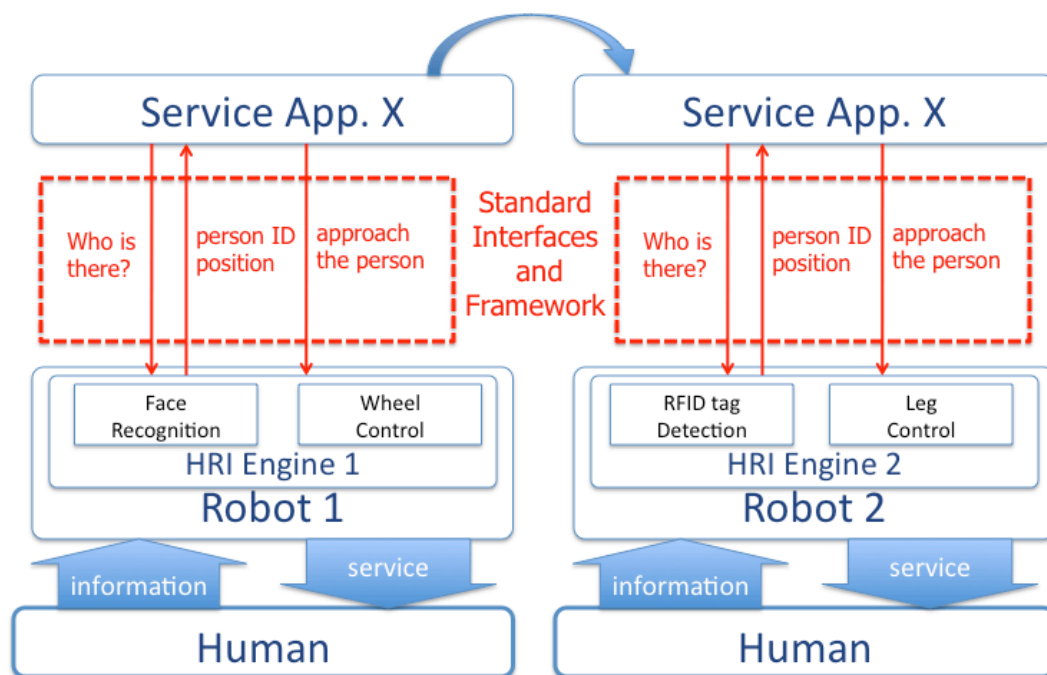 Service App. X
Who is
there?
person ID
position
approach
the person
Face
Recognition
Wheel
Control
HRI Engine 1
Robot 1
information
service
Human
Standard
Interfaces
and
Framework
Service App. X
Who is
there?
person ID
position
approach
the person
RFID tag
Detection
Leg
Control
HRI Engine 2
Robot 2
information
service
Human